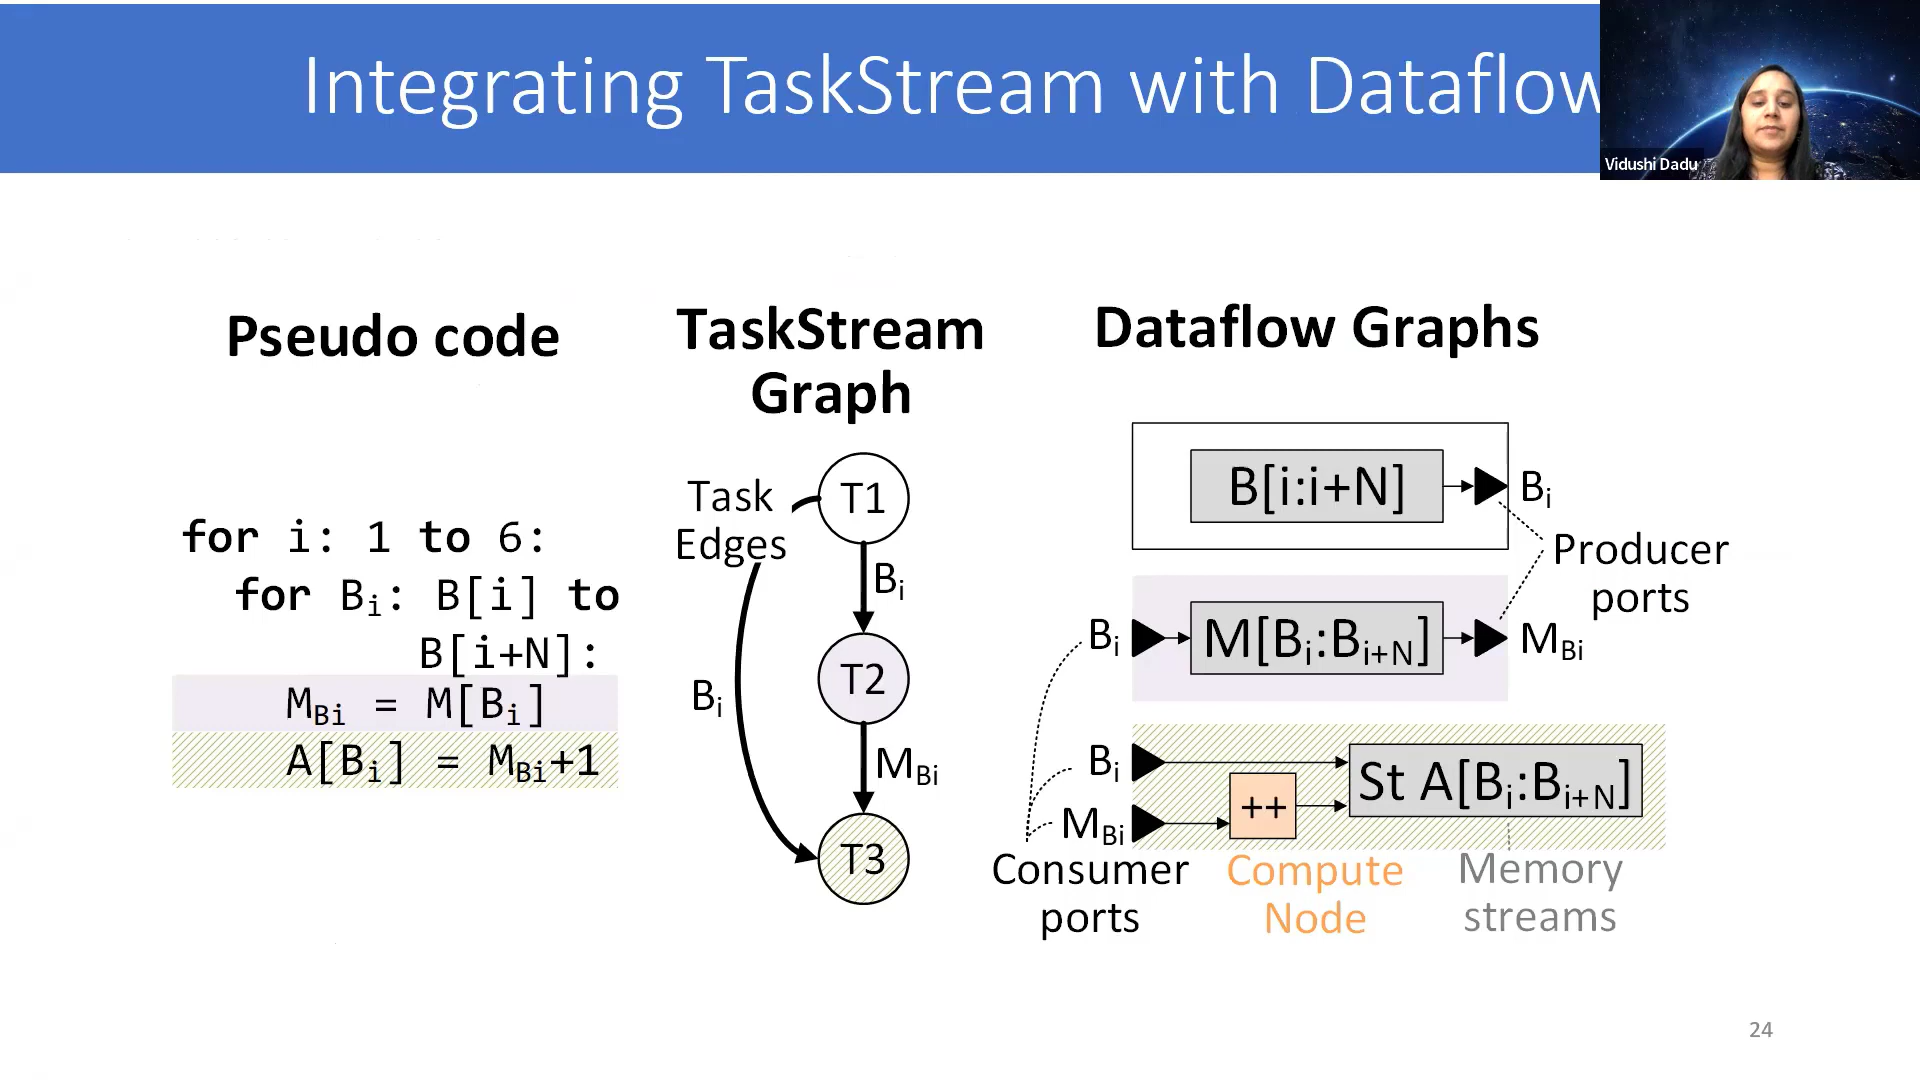 Integrating TaskStream with Dataflow
Vidushi Dadu
Pseudo code
for i: 1 to 6:
for Bi: B[i] to
B[i+N]:
MBi = M[Bi]
A[Bi] = MBi+1
TaskStream
Graph
Task
Edges
T1
Bi
T2
Bi
MBi
T3
Dataflow Graphs
B[i:i+N]
Bi
Producer
ports
Bi
M[Bi:Bi+N]
MBi
Bi
MBi
++
St A[Bi:Bi+N]
Consumer
ports
Compute
Node
Memory
streams
24